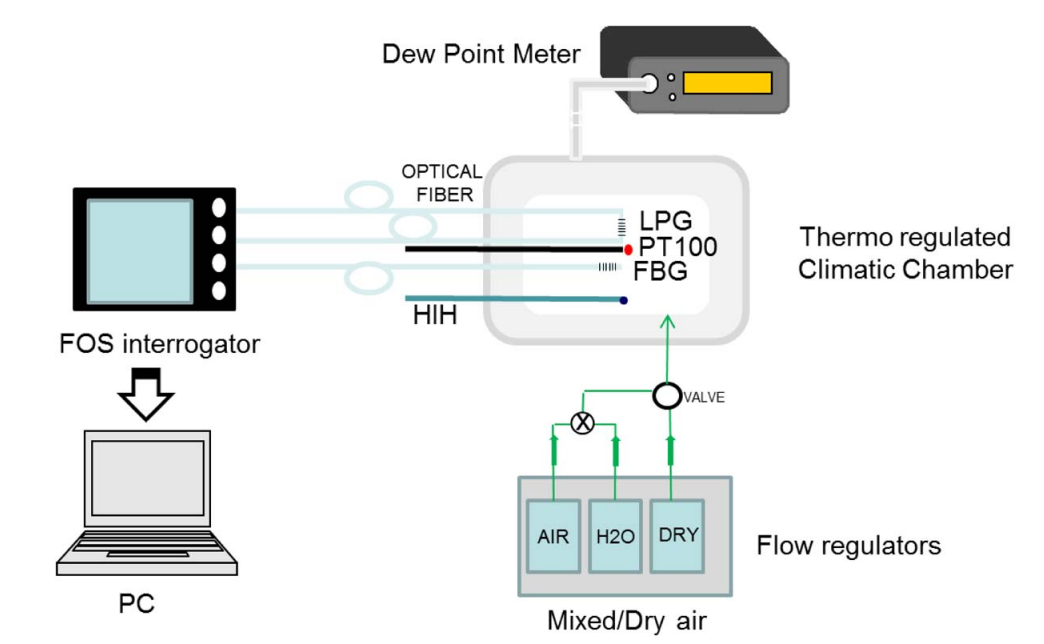 Dew Point Meter
OPTICAL
FIBER
LPG
PT100
FBG
HIH
Thermo regulated
Climatic Chamber
FOS interrogator
VALVE
X
AIR
H2O
DRY
Flow regulators
PC
Mixed/Dry air